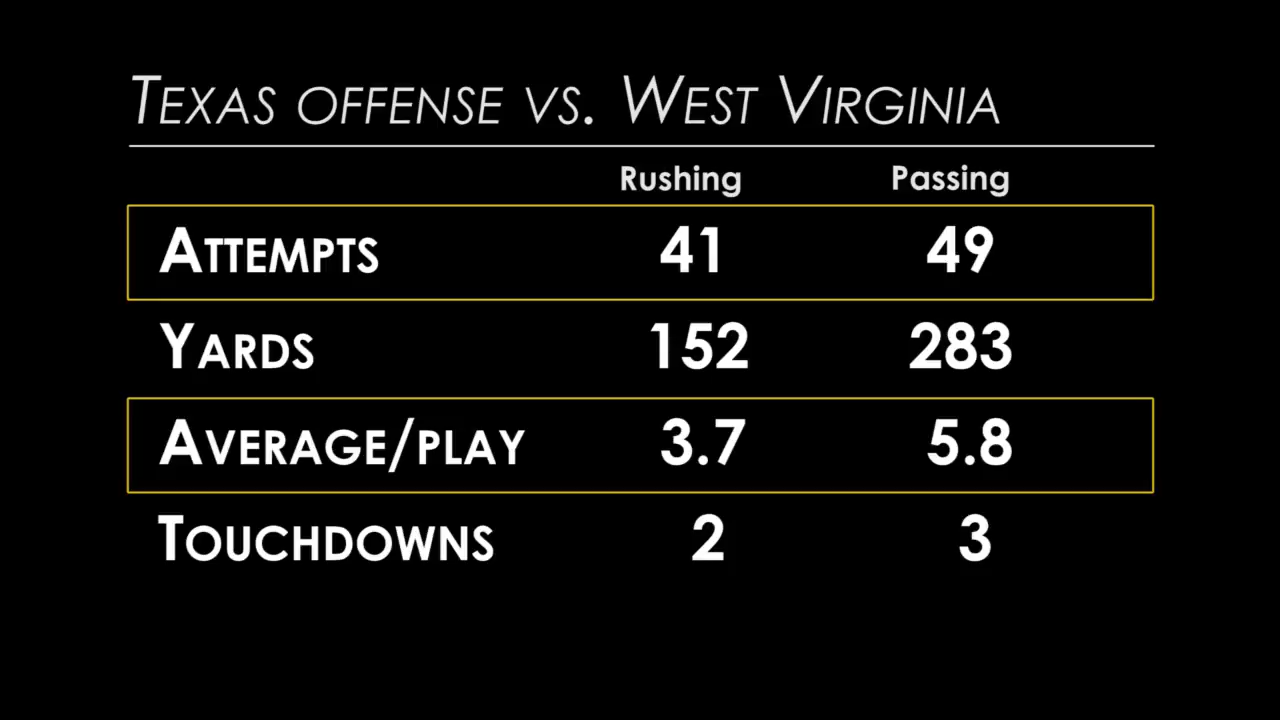 Texas offense vs. West Virginia
Rushing Passing
Attempts 41 49
Yards 152 283
Average/play 3.7 5.8
Touchdowns 2 3